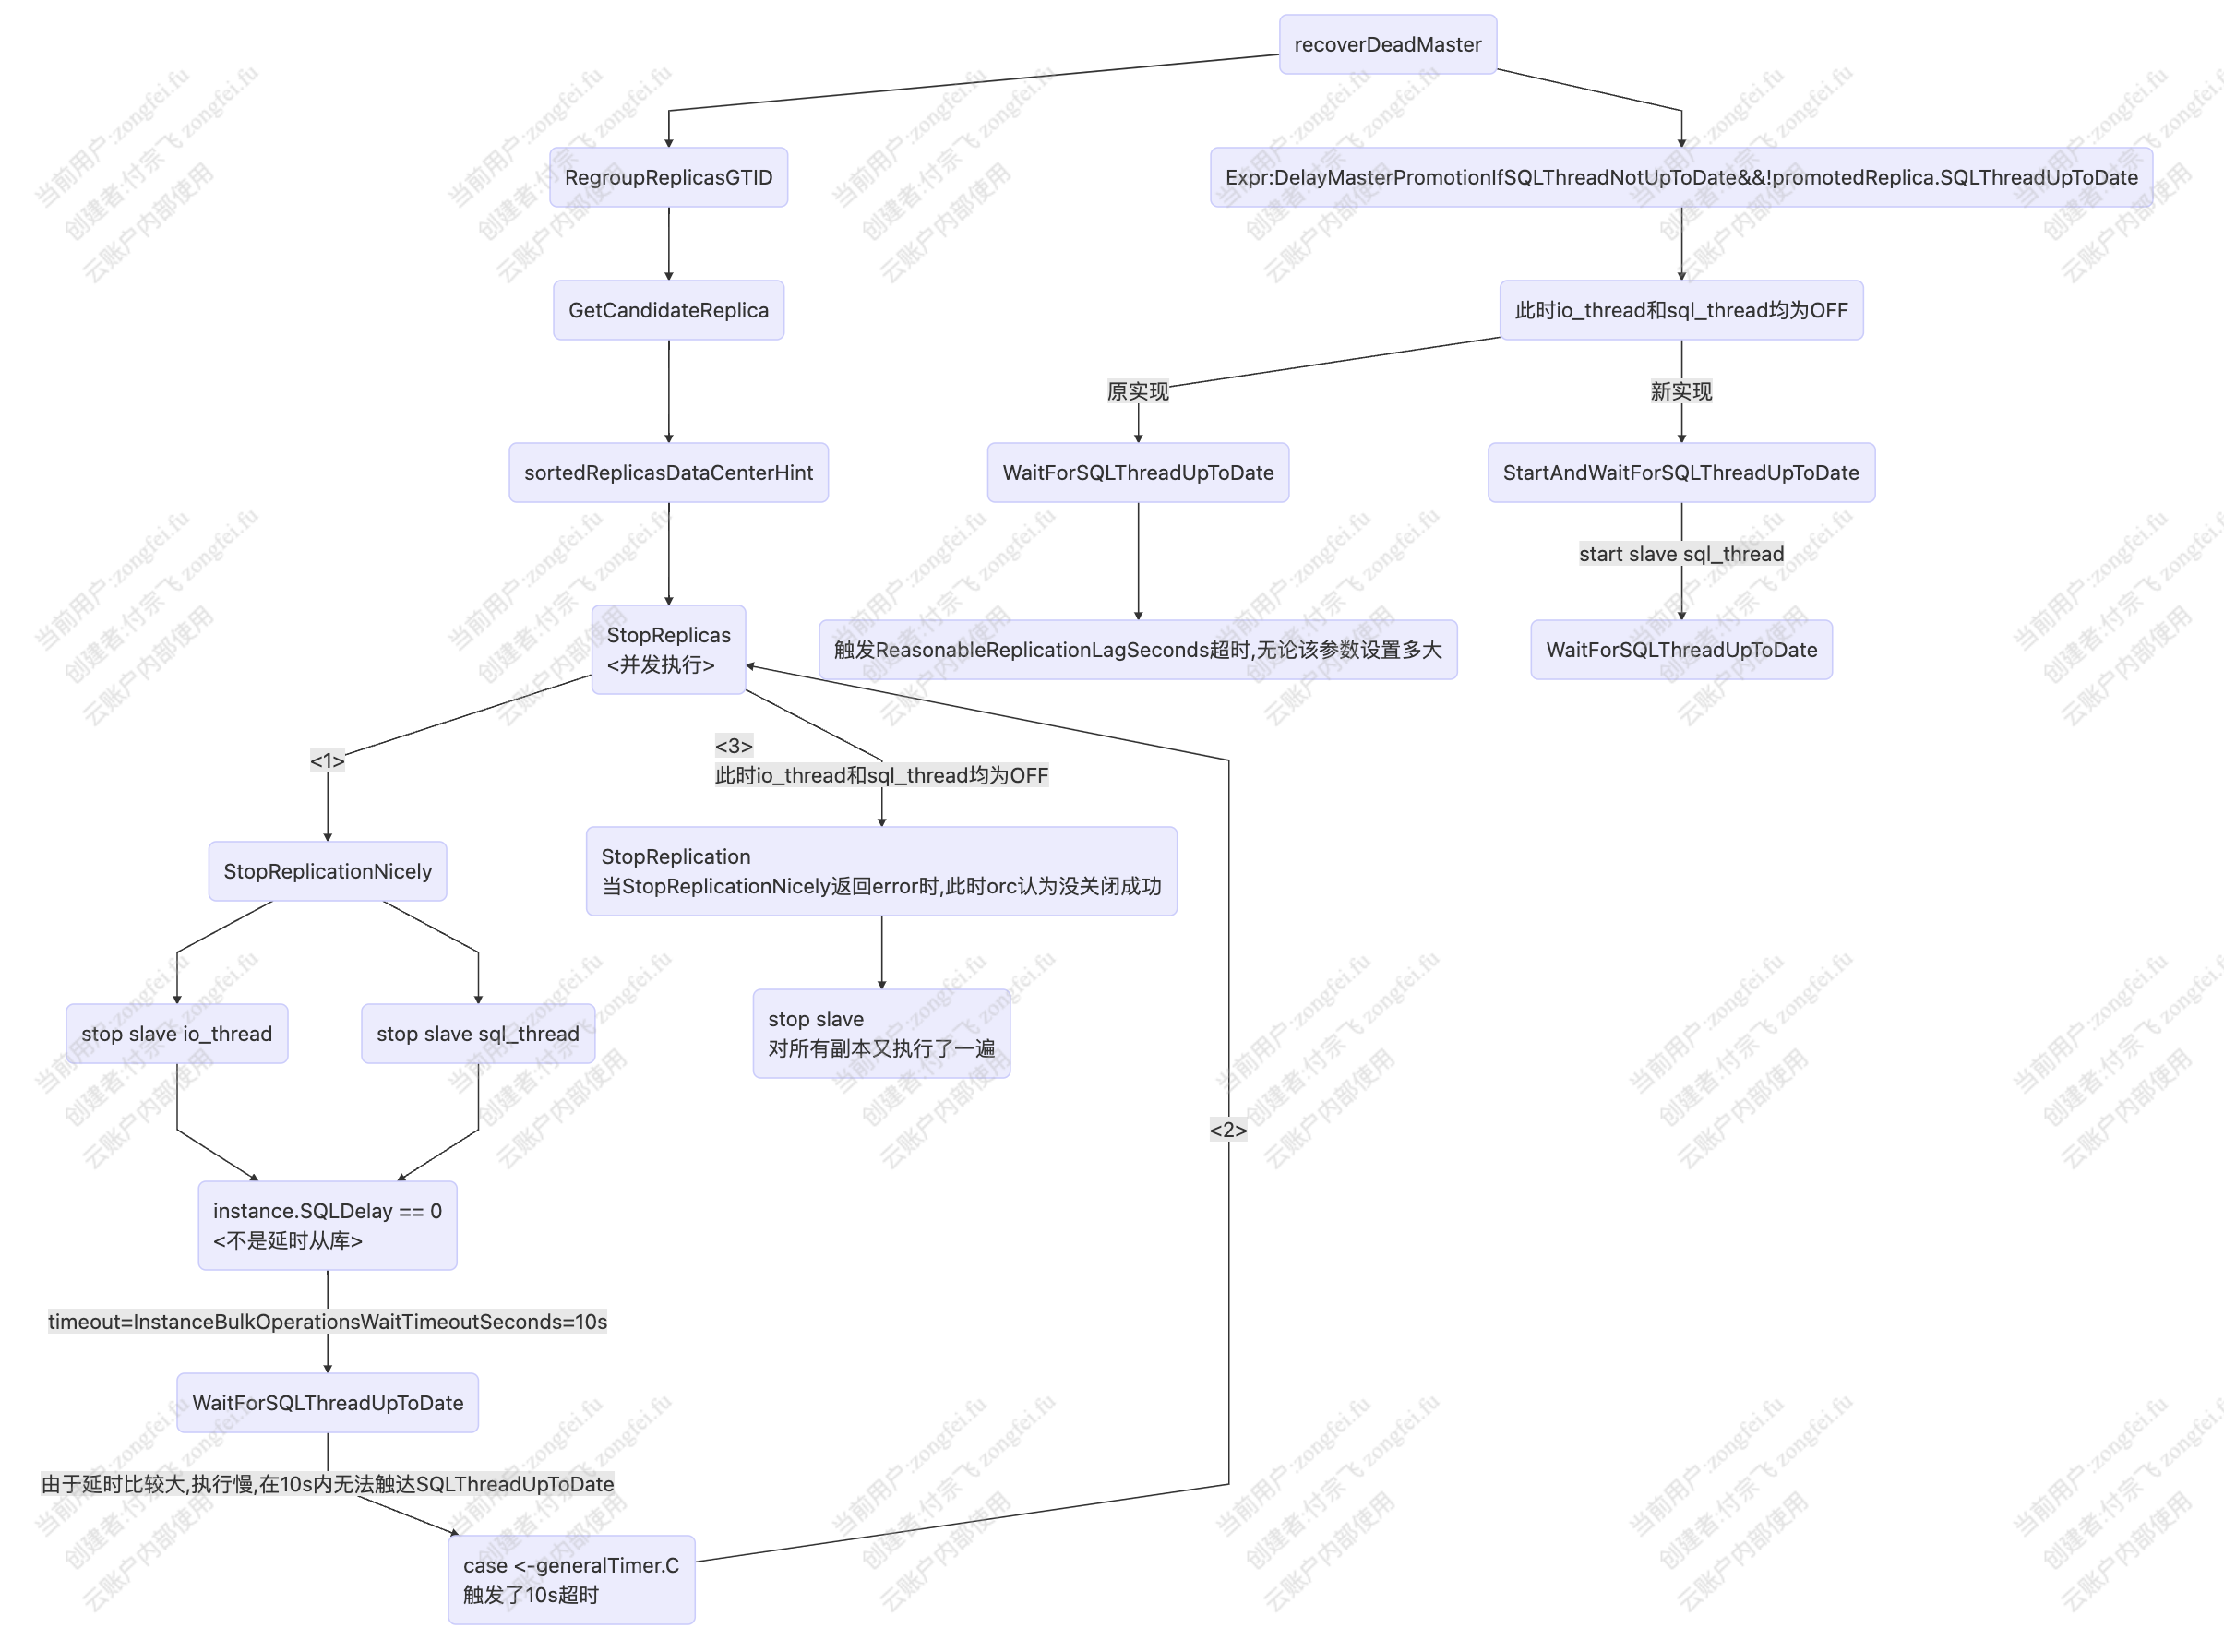 recoverDeadMaster
RegroupReplicasGTID
Expr:DelayMasterPromotionIfSQLThreadNotUpToDate&&!promotedReplica.SQLThreadUpToDate
GetCandidateReplica
此时io_thread和sql_thread均为OFF
原实现
新实现
sortedReplicasDataCenterHint
WaitForSQLThreadUpToDate
StartAndWaitForSQLThreadUpToDate
start slave sql_thread
StopReplicas
<并发执行>
触发ReasonableReplicationLagSeconds超时,无论该参数设置多大
WaitForSQLThreadUpToDate
<1>
<3>
此时io_thread和sql_thread均为OFF
StopReplicationNicely
StopReplication
当StopReplicationNicely返回error时,此时orc认为没关闭成功
stop slave io_thread
stop slave sql_thread
stop slave
对所有副本又执行了一遍
<2>
instance.SQLDelay == 0
<不是延时从库>
timeout=InstanceBulkOperationsWaitTimeoutSeconds=10s
WaitForSQLThreadUpToDate
由于延时比较大,执行慢,在10s内无法触达SQLThreadUpToDate
case <-generalTimer.C
触发了10s超时
当前用户:zongfei.fu
创建者:付宗飞 zongfei.fu
云账户内部使用